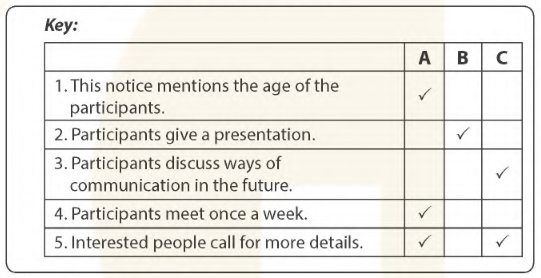 Key:
A B C
1. This notice mentions the age of the
participants. ✓
2. Participants give a presentation. ✓
3. Participants discuss ways of
communication in the future. ✓
4. Participants meet once a week. ✓
5. Interested people call for more details. ✓ ✓